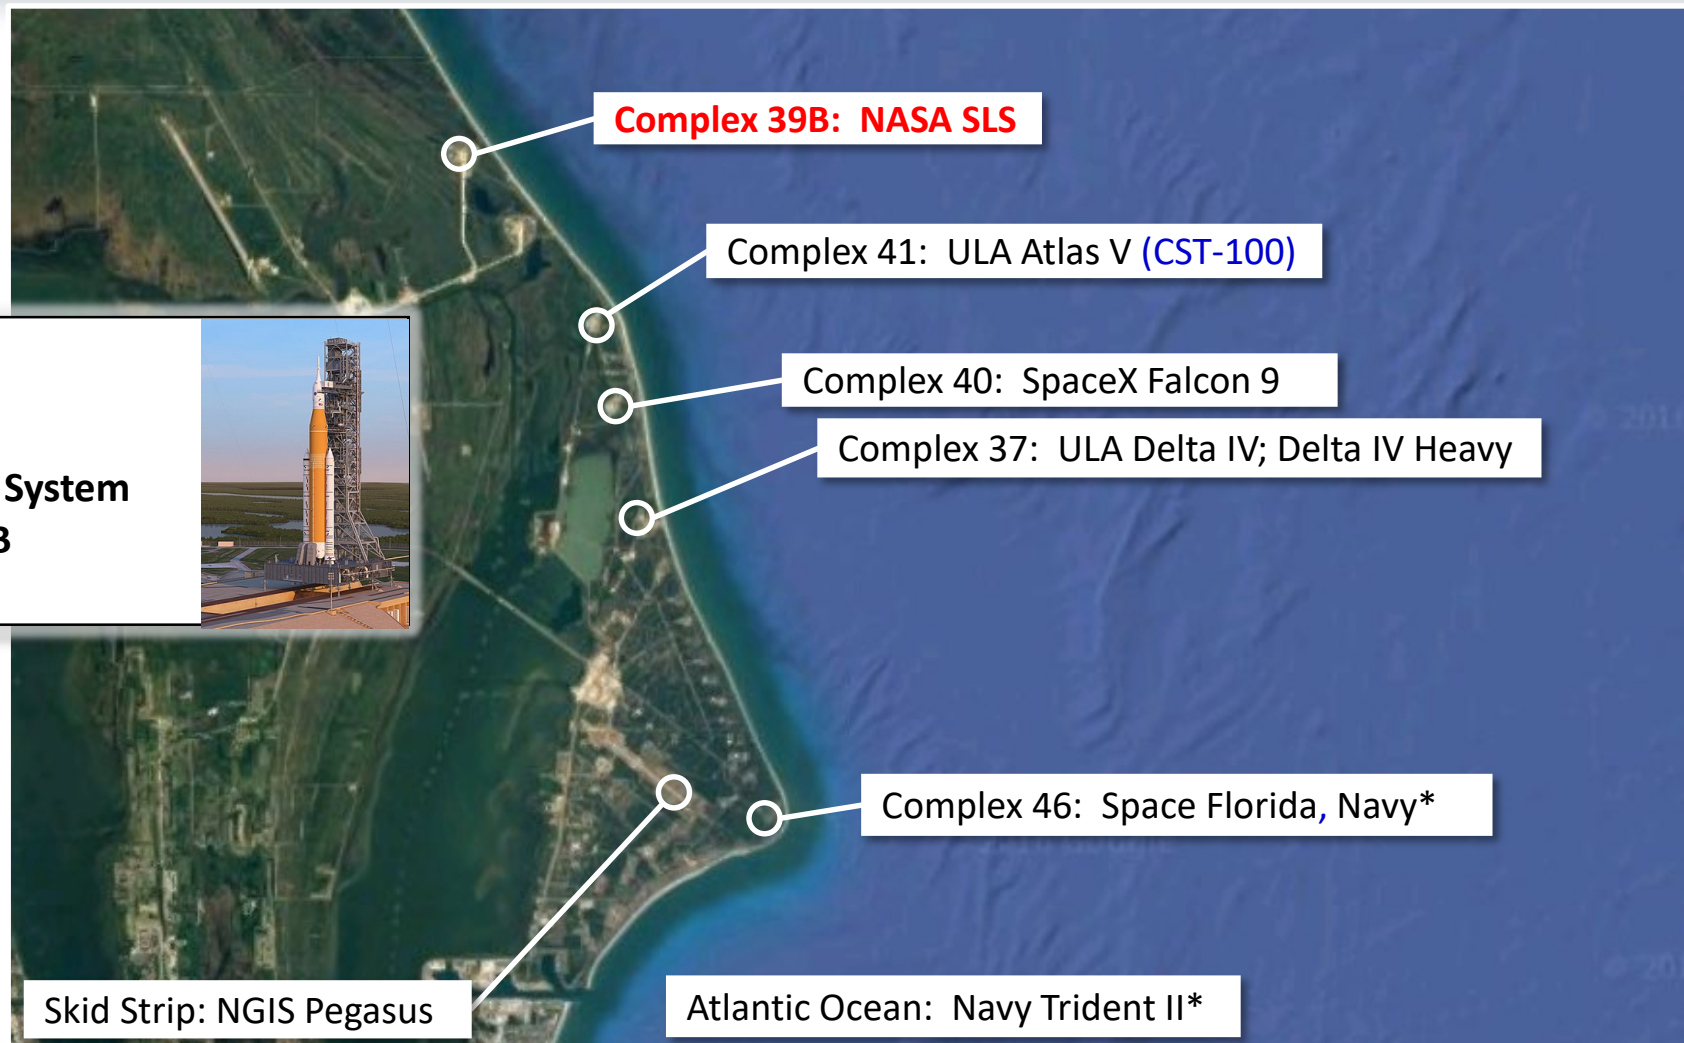 Complex 39B: NASA SLS
Complex 41: ULA Atlas V (CST-100)
Complex 40: SpaceX Falcon 9
Complex 37: ULA Delta IV; Delta IV Heavy
System
B
Complex 46: Space Florida, Navy*
Skid Strip: NGIS Pegasus
Atlantic Ocean: Navy Trident II*